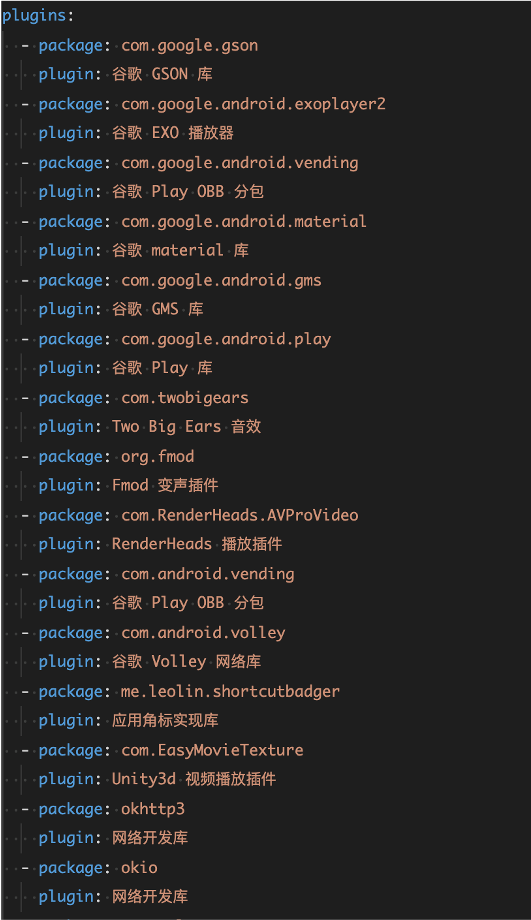 plugins:
- package: com.google.gson
plugin: 谷歌 GSON 库
- package: com.google.android.exoplayer2
plugin: 谷歌 EXO 播放器
- package: com.google.android.vending
plugin: 谷歌 Play OBB 分包
- package: com.google.android.material
plugin: 谷歌 material 库
- package: com.google.android.gms
plugin: 谷歌 GMS 库
- package: com.google.android.play
plugin: 谷歌 Play 库
- package: com.twobigears
plugin: Two Big Ears 音效
- package: org.fmod
plugin: Fmod 变声插件
- package: com.RenderHeads.AVProVideo
plugin: RenderHeads 播放插件
- package: com.android.vending
plugin: 谷歌 Play OBB 分包
- package: com.android.volley
plugin: 谷歌 Volley 网络库
- package: me.leolin.shortcutbadger
plugin: 应用角标实现库
- package: com.EasyMovieTexture
plugin: Unity3d 视频播放插件
- package: okhttp3
plugin: 网络开发库
- package: okio
plugin: 网络开发库